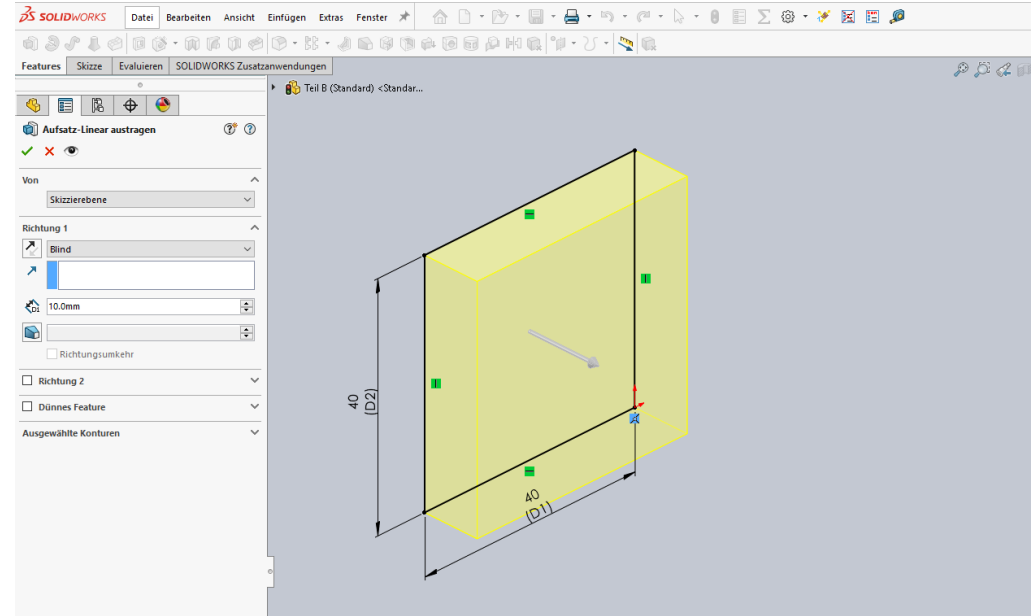 SOLIDWORKS Datei Bearbeiten Ansicht Einfügen Extras Fenster
Features Skizze Evaluieren SOLIDWORKS Zusatzanwendungen
Teil B (Standard) <Standar...
Aufsatz-Linear austragen
Von
Skizzierebene
Richtung 1
Blind
D1 10.0mm
Richtungsumkehr
Richtung 2
Dünnes Feature
Ausgewählte Konturen
40
(D2)
40
(D1)